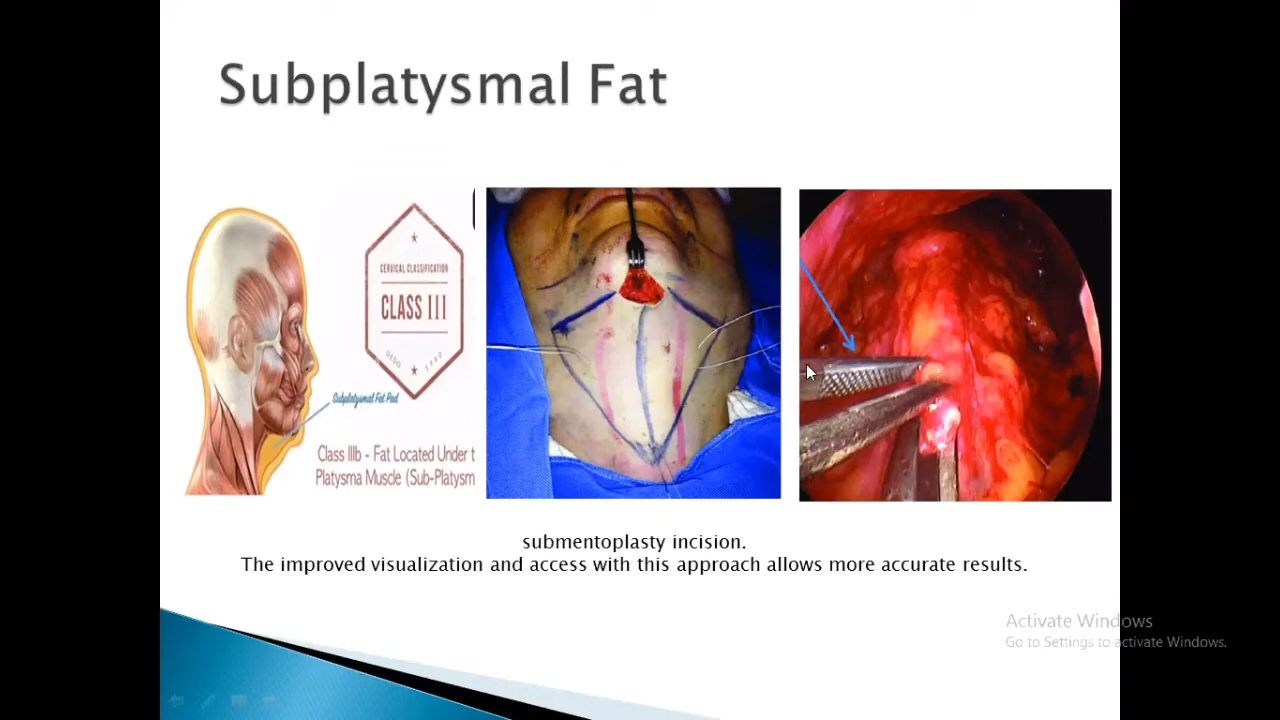 Subplatysmal Fat
CERVICAL CLASSIFICATION
CLASS III
DEDO 1980
Subplatysmal Fat Pad
Class IIIb - Fat Located Under t
Platysma Muscle (Sub-Platysm
submentoplasty incision.
The improved visualization and access with this approach allows more accurate results.
Activate Windows
Go to Settings to activate Windows.